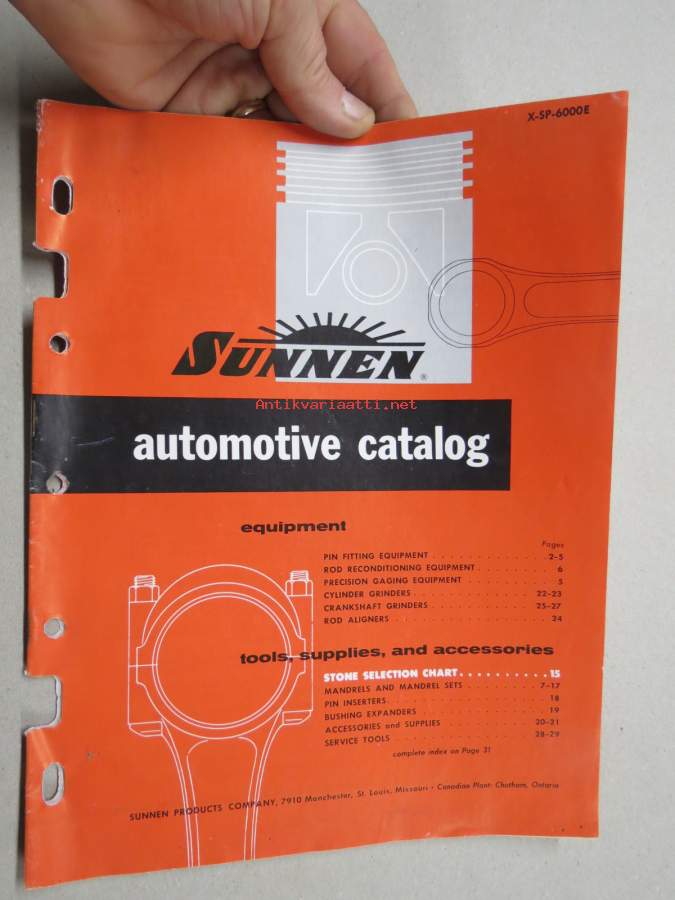 X-SP-6000E
SUNNEN®
Antikvariaatti.net
automotive catalog
equipment
Pages
PIN FITTING EQUIPMENT . . . . . . . . . . . . 2-5
ROD RECONDITIONING EQUIPMENT . . . . . . . . 6
PRECISION GAGING EQUIPMENT . . . . . . . . . 5
CYLINDER GRINDERS . . . . . . . . . . . . 22-23
CRANKSHAFT GRINDERS . . . . . . . . . . . 25-27
ROD ALIGNERS . . . . . . . . . . . . . . . 24
tools, supplies, and accessories
STONE SELECTION CHART . . . . . . . . . . . 15
MANDRELS AND MANDREL SETS . . . . . . . . . 7-17
PIN INSERTERS . . . . . . . . . . . . . . . 18
BUSHING EXPANDERS . . . . . . . . . . . . . 19
ACCESSORIES and SUPPLIES . . . . . . . . . 20-21
SERVICE TOOLS . . . . . . . . . . . . . . 28-29
complete index on Page 31
SUNNEN PRODUCTS COMPANY, 7910 Manchester, St. Louis, Missouri • Canadian Plant: Chatham, Ontario